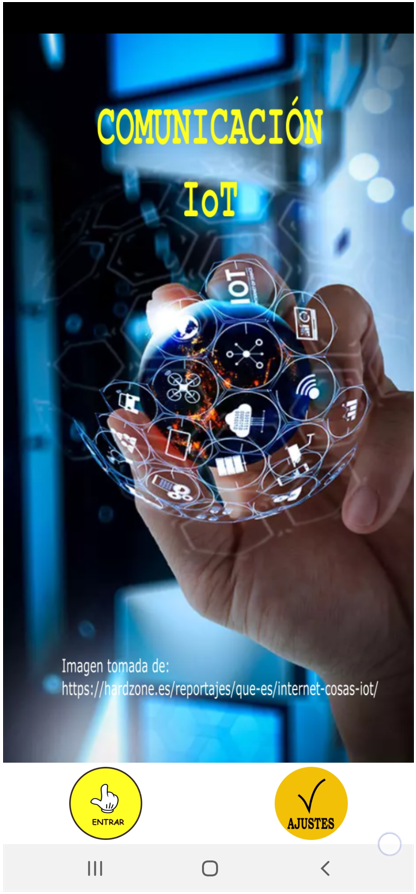 COMUNICACIÓN
IoT
IOT
Imagen tomada de:
https://hardzone.es/reportajes/que-es/internet-cosas-iot/
ENTRAR
AJUSTES